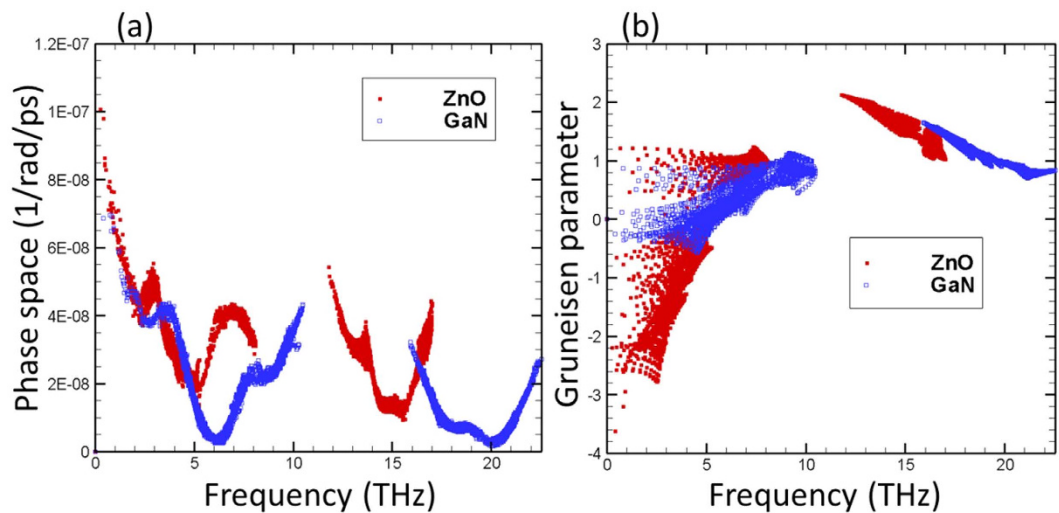 (a)
Phase space (1/rad/ps)
1.2E-07
1E-07
8E-08
6E-08
4E-08
2E-08
0
0
5
10
15
20
Frequency (THz)
ZnO
GaN
(b)
Gruneisen parameter
3
2
1
0
-1
-2
-3
-4
0
5
10
15
20
Frequency (THz)
ZnO
GaN